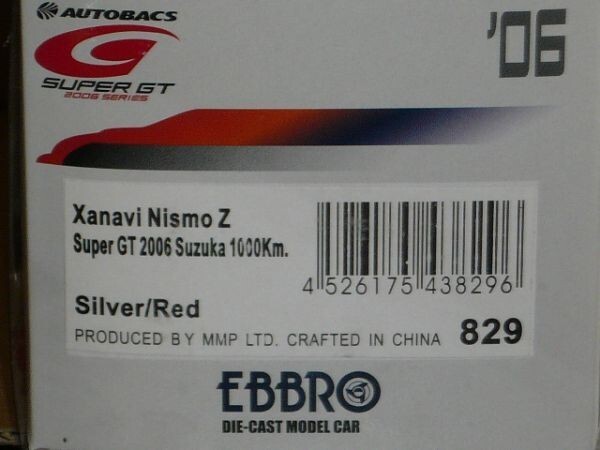 AUTOBACS
'06
SUPER GT
2006 SERIES
Xanavi Nismo Z
Super GT 2006 Suzuka 1000Km.
4 526175 438296
Silver/Red
PRODUCED BY MMP LTD. CRAFTED IN CHINA 829
EBBRO
DIE-CAST MODEL CAR